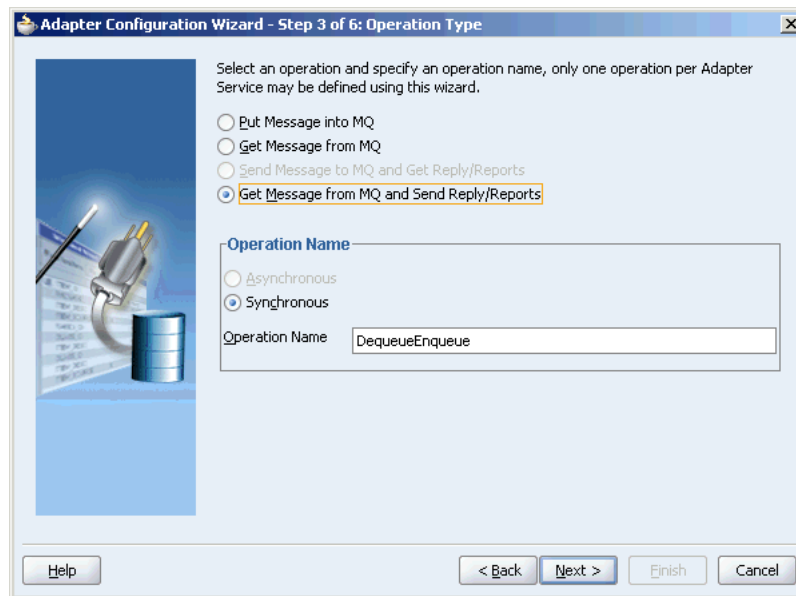 Adapter Configuration Wizard - Step 3 of 6: Operation Type
Select an operation and specify an operation name, only one operation per Adapter
Service may be defined using this wizard.
Put Message into MQ
Get Message from MQ
Send Message to MQ and Get Reply/Reports
Get Message from MQ and Send Reply/Reports
Operation Name
Asynchronous
Synchronous
Operation Name DequeueEnqueue
Help < Back Next > Finish Cancel